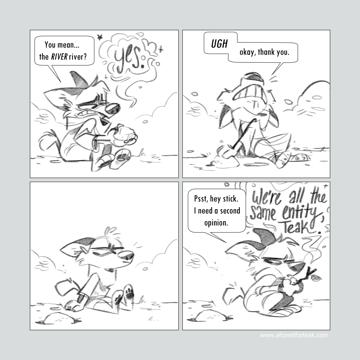 You mean...
the RIVER river?
yes.
UGH
okay, thank you.
Psst, hey stick.
I need a second
opinion.
We're all the
same entity,
Teak!